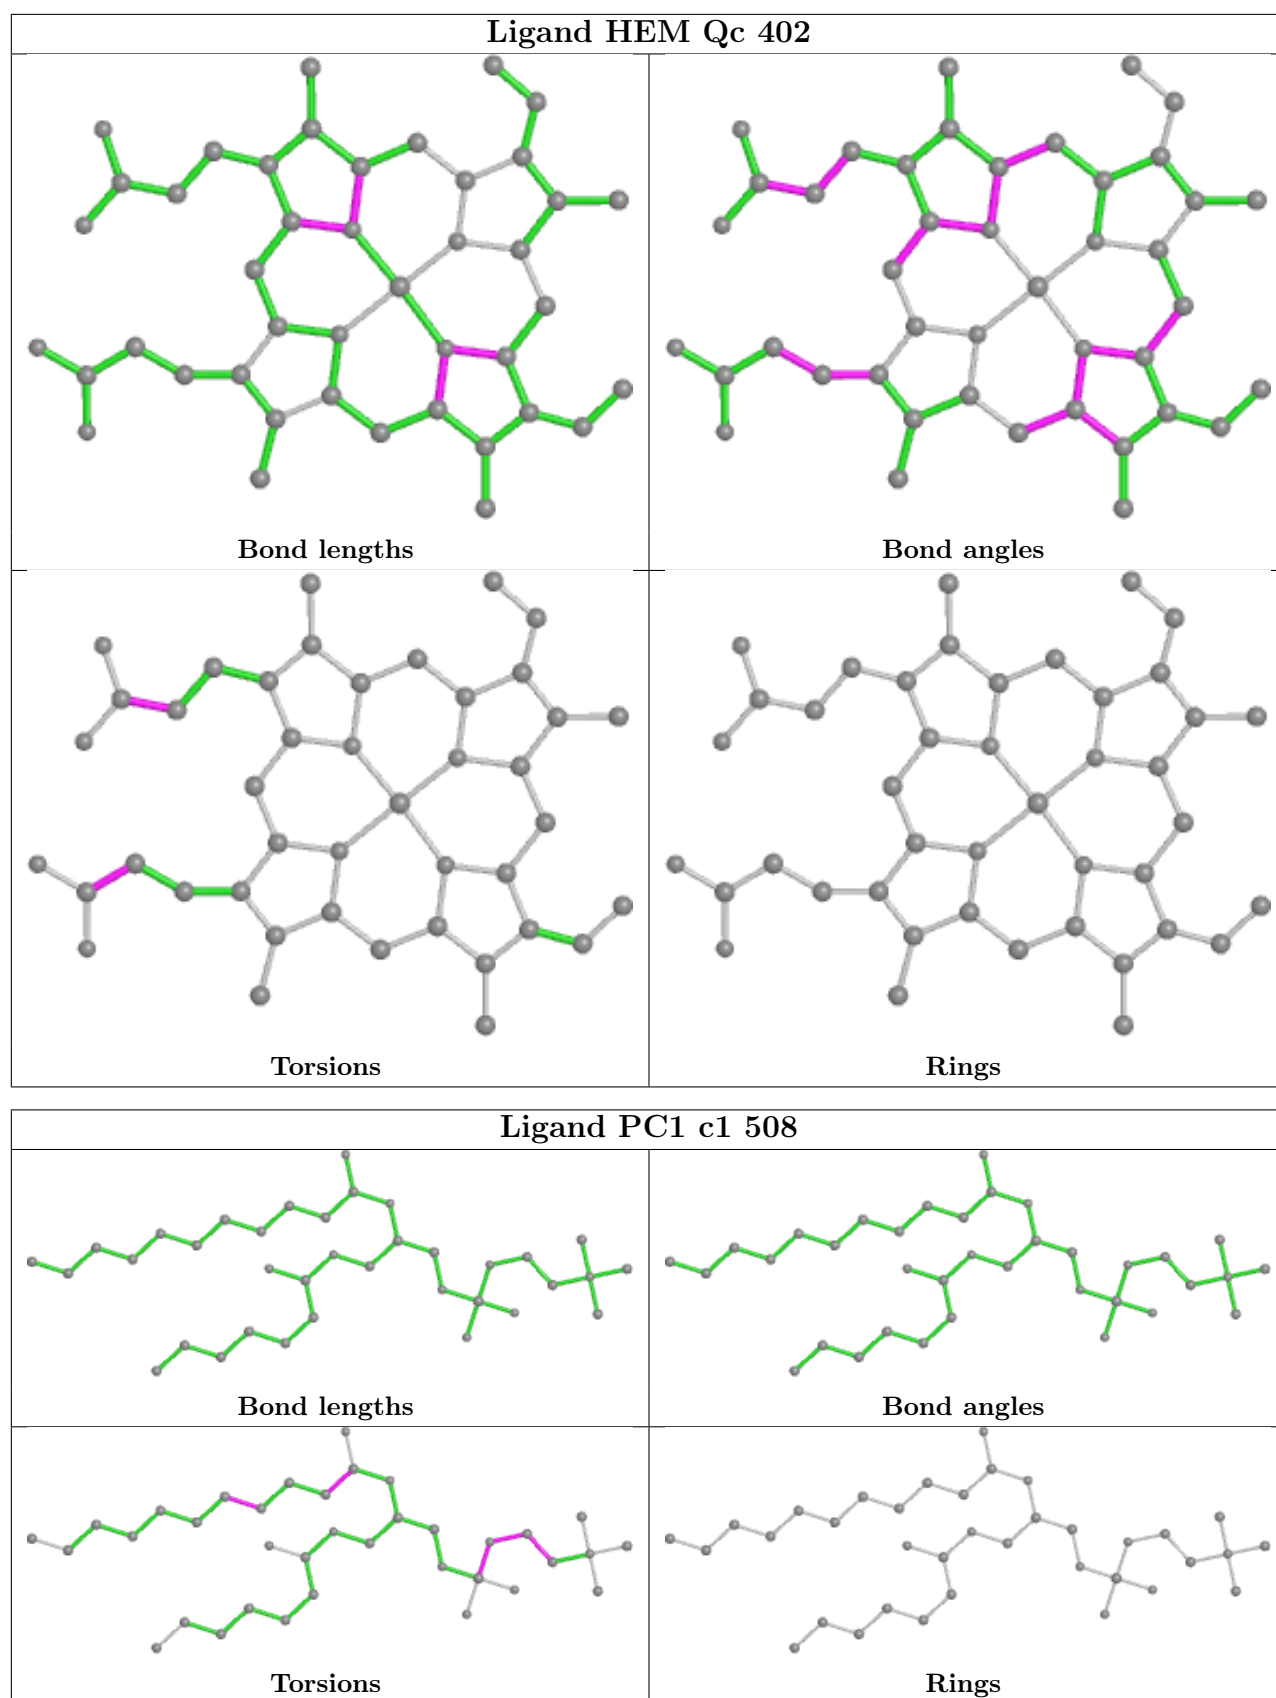 Ligand HEM Qc 402
Bond lengths
Bond angles
Torsions
Rings
Ligand PC1 c1 508
Bond lengths
Bond angles
Torsions
Rings